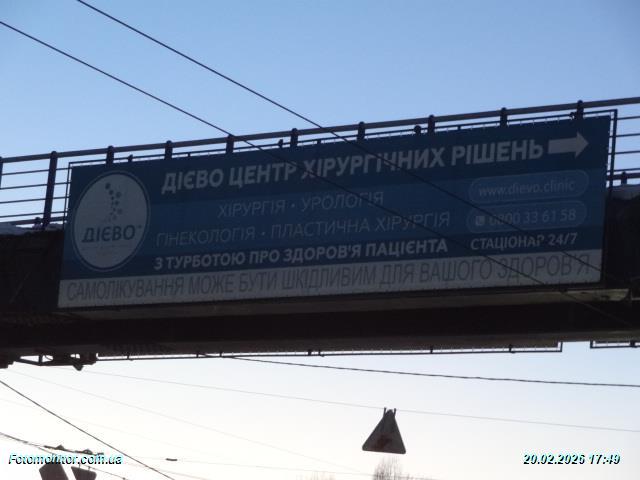 ДІЄВО ЦЕНТР ХІРУРГІЧНИХ РІШЕНЬ
ДІЄВО
ХІРУРГІЯ • УРОЛОГІЯ
www.dievo.clinic
ГІНЕКОЛОГІЯ • ПЛАСТИЧНА ХІРУРГІЯ
0800 33 61 58
З ТУРБОТОЮ ПРО ЗДОРОВ'Я ПАЦІЄНТА
СТАЦІОНАР 24/7
САМОЛІКУВАННЯ МОЖЕ БУТИ ШКІДЛИВИМ ДЛЯ ВАШОГО ЗДОРОВ'Я
Fotomonitor.com.ua
20.02.2026 17:49